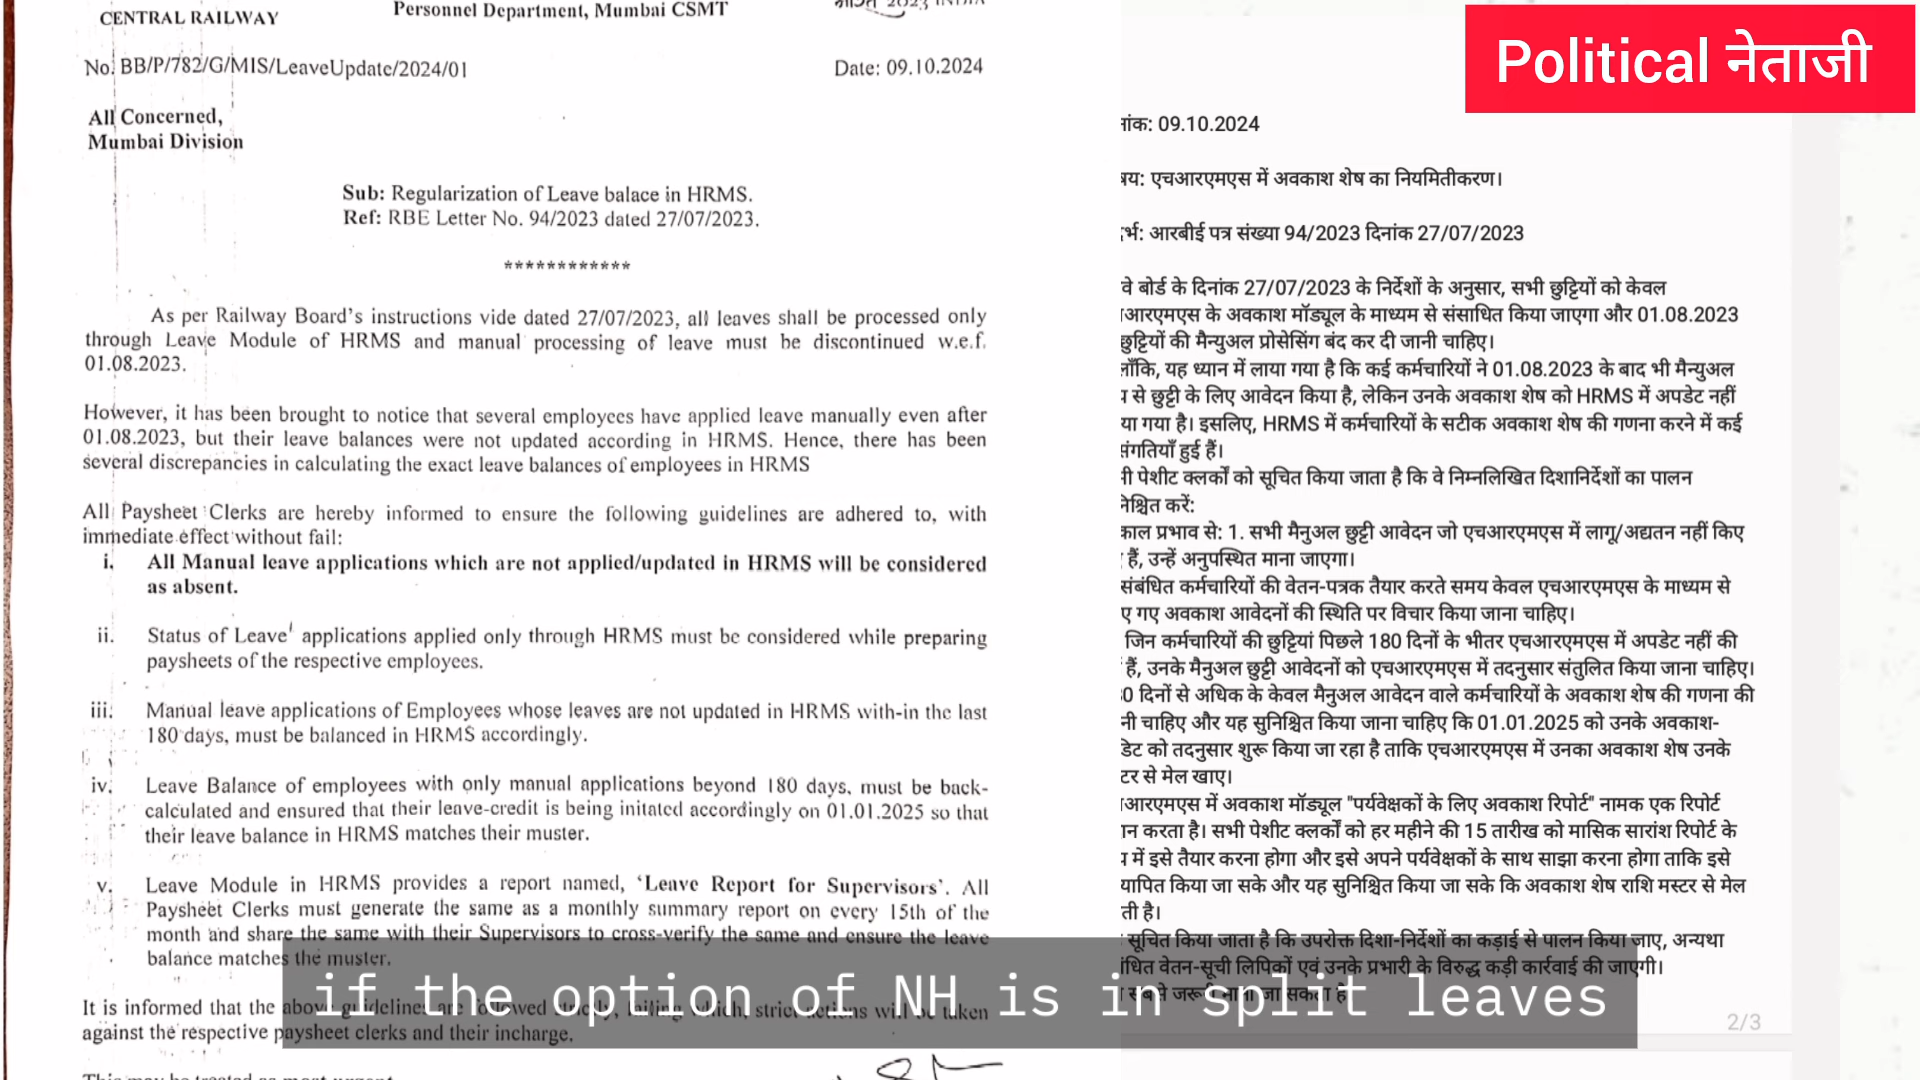 CENTRAL RAILWAY
Personnel Department, Mumbai CSMT
No. BB/P/782/G/MIS/LeaveUpdate/2024/01
Date: 09.10.2024
All Concerned,
Mumbai Division
Sub: Regularization of Leave balace in HRMS.
Ref: RBE Letter No. 94/2023 dated 27/07/2023.
************
As per Railway Board's instructions vide dated 27/07/2023, all leaves shall be processed only
through Leave Module of HRMS and manual processing of leave must be discontinued w.e.f.
01.08.2023.
However, it has been brought to notice that several employees have applied leave manually even after
01.08.2023, but their leave balances were not updated according in HRMS. Hence, there has been
several discrepancies in calculating the exact leave balances of employees in HRMS
All Paysheet Clerks are hereby informed to ensure the following guidelines are adhered to, with
immediate effect without fail:
i. All Manual leave applications which are not applied/updated in HRMS will be considered
as absent.
ii. Status of Leave applications applied only through HRMS must be considered while preparing
paysheets of the respective employees.
iii. Manual leave applications of Employees whose leaves are not updated in HRMS with-in the last
180 days, must be balanced in HRMS accordingly.
iv. Leave Balance of employees with only manual applications beyond 180 days, must be back-
calculated and ensured that their leave-credit is being initated accordingly on 01.01.2025 so that
their leave balance in HRMS matches their muster.
v. Leave Module in HRMS provides a report named, 'Leave Report for Supervisors'. All
Paysheet Clerks must generate the same as a monthly summary report on every 15th of the
month and share the same with their Supervisors to cross-verify the same and ensure the leave
balance matches the muster.
It is informed that the above guidelines are followed strictly, failing which, strict actions will be taken
against the respective paysheet clerks and their incharge.
Political नेताजी
09.10.2024
एचआरएमएस में अवकाश शेष का नियमितीकरण।
आरबीई पत्र संख्या 94/2023 दिनांक 27/07/2023
बोर्ड के दिनांक 27/07/2023 के निर्देशों के अनुसार, सभी छुट्टियों को केवल
के अवकाश मॉड्यूल के माध्यम से संसाधित किया जाएगा और 01.08.2023
छुट्टियों की मैन्युअल प्रोसेसिंग बंद कर दी जानी चाहिए।
यह ध्यान में लाया गया है कि कई कर्मचारियों ने 01.08.2023 के बाद भी मैन्युअल
से छुट्टी के लिए आवेदन किया है, लेकिन उनके अवकाश शेष को HRMS में अपडेट नहीं
गया है। इसलिए, HRMS में कर्मचारियों के सटीक अवकाश शेष की गणना करने में कई
हुई हैं।
पेशीट क्लर्कों को सूचित किया जाता है कि वे निम्नलिखित दिशानिर्देशों का पालन
करें:
प्रभाव से: 1. सभी मैनुअल छुट्टी आवेदन जो एचआरएमएस में लागू/अद्यतन नहीं किए
हैं, उन्हें अनुपस्थित माना जाएगा।
संबंधित कर्मचारियों की वेतन-पत्रक तैयार करते समय केवल एचआरएमएस के माध्यम से
गए अवकाश आवेदनों की स्थिति पर विचार किया जाना चाहिए।
जिन कर्मचारियों की छुट्टियां पिछले 180 दिनों के भीतर एचआरएमएस में अपडेट नहीं की
हैं, उनके मैनुअल छुट्टी आवेदनों को एचआरएमएस में तदनुसार संतुलित किया जाना चाहिए।
दिनों से अधिक के केवल मैनुअल आवेदन वाले कर्मचारियों के अवकाश शेष की गणना की
चाहिए और यह सुनिश्चित किया जाना चाहिए कि 01.01.2025 को उनके अवकाश-
को तदनुसार शुरू किया जा रहा है ताकि एचआरएमएस में उनका अवकाश शेष उनके
से मेल खाए।
में अवकाश मॉड्यूल "पर्यवेक्षकों के लिए अवकाश रिपोर्ट" नामक एक रिपोर्ट
करता है। सभी पेशीट क्लर्कों को हर महीने की 15 तारीख को मासिक सारांश रिपोर्ट के
में इसे तैयार करना होगा और इसे अपने पर्यवेक्षकों के साथ साझा करना होगा ताकि इसे
किया जा सके और यह सुनिश्चित किया जा सके कि अवकाश शेष राशि मस्टर से मेल
है।
सूचित किया जाता है कि उपरोक्त दिशा-निर्देशों का कड़ाई से पालन किया जाए, अन्यथा
वेतन-सूची लिपिकों एवं उनके प्रभारी के विरुद्ध कड़ी कार्रवाई की जाएगी।
2/3
if the option of NH is in split leaves